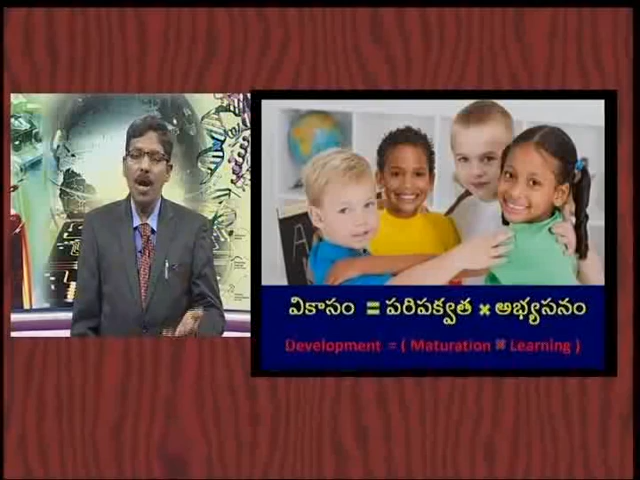 వికాసం = పరిపక్వత × అభ్యసనం
Development = ( Maturation × Learning )
A